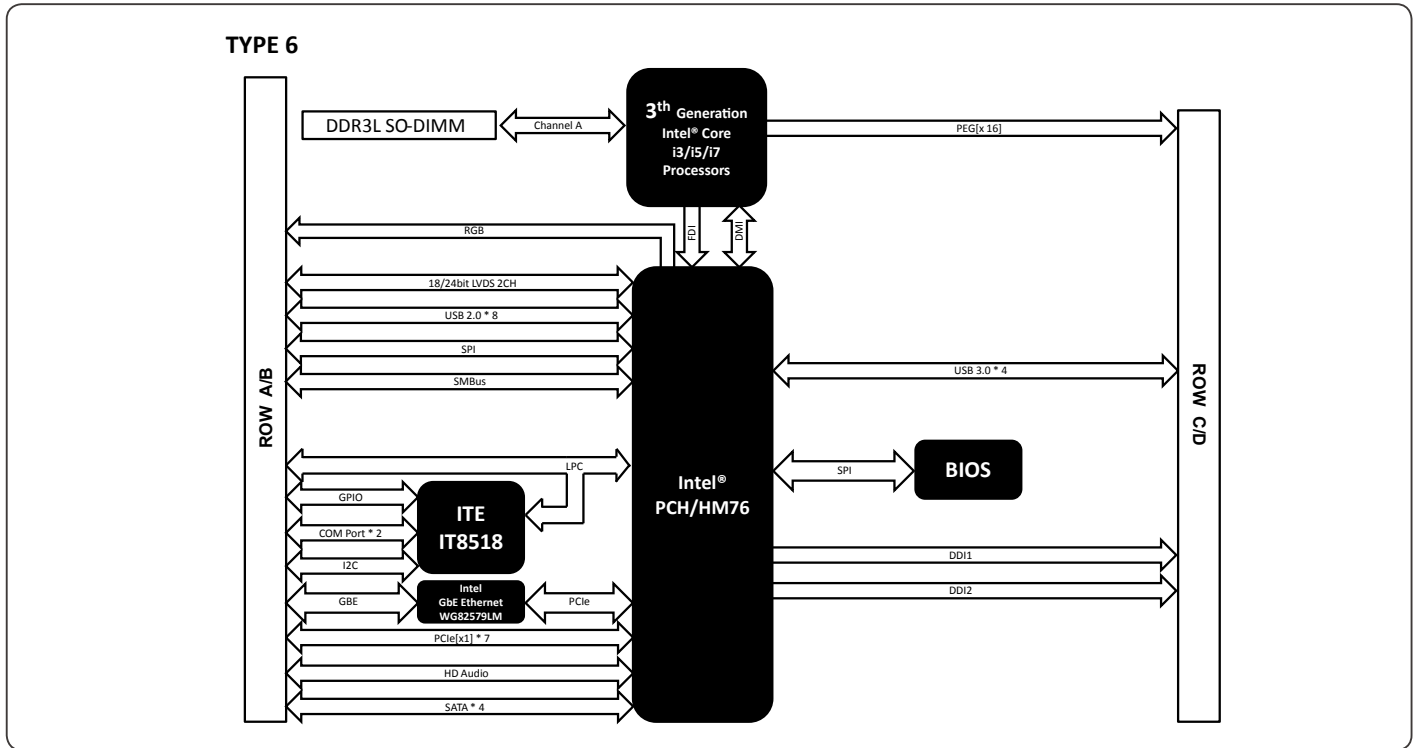 TYPE 6
DDR3L SO-DIMM
Channel A
3th Generation
Intel® Core
i3/i5/i7
Processors
PEG[x 16]
RGB
FDI
DMI
18/24bit LVDS 2CH
USB 2.0 * 8
SPI
SMBus
ROW A/B
USB 3.0 * 4
ROW C/D
LPC
Intel®
PCH/HM76
SPI
BIOS
GPIO
ITE
IT8518
COM Port * 2
I2C
DDI1
DDI2
GBE
Intel
GbE Ethernet
WG82579LM
PCIe
PCIe[x1] * 7
HD Audio
SATA * 4